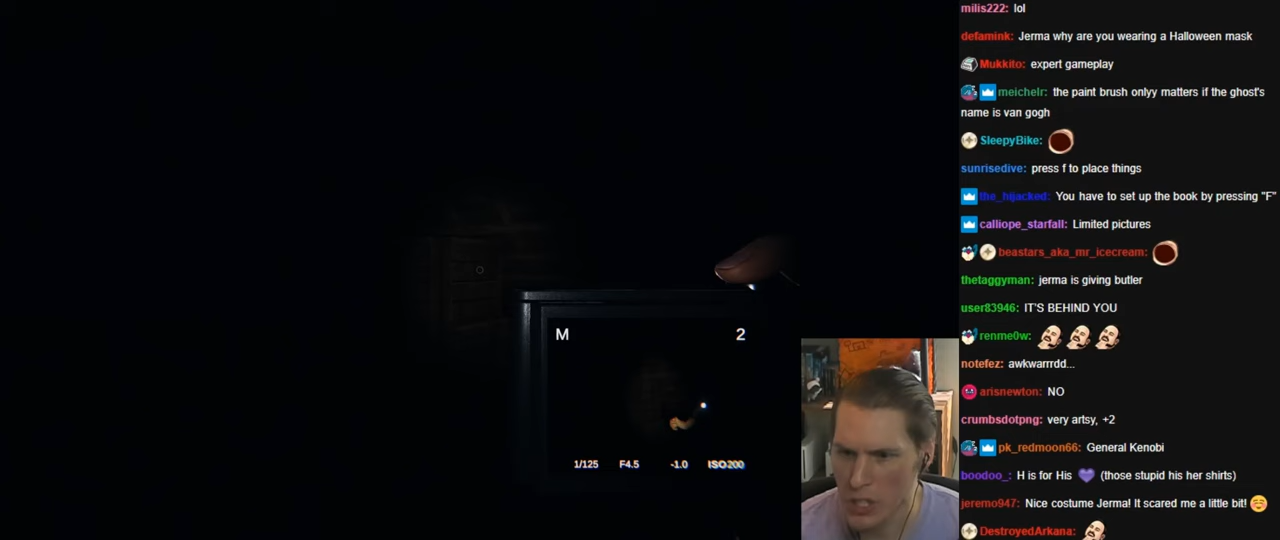 M
2
1/125 F4.5 -1.0 ISO200
milis222: lol
defamink: Jerma why are you wearing a Halloween mask
Mukkito: expert gameplay
meichelr: the paint brush onlyy matters if the ghost's
name is van gogh
SleepyBike:
sunrisedive: press f to place things
the_hijacked: You have to set up the book by pressing "F"
calliope_starfall: Limited pictures
beastars_aka_mr_icecream:
thetaggyman: jerma is giving butler
user83946: IT'S BEHIND YOU
renme0w:
notefez: awkwarrrdd...
arisnewton: NO
crumbsdotpng: very artsy, +2
pk_redmoon66: General Kenobi
boodoo_: H is for His 💜 (those stupid his her shirts)
jeremo947: Nice costume Jerma! It scared me a little bit! ☺️
DestroyedArkana: